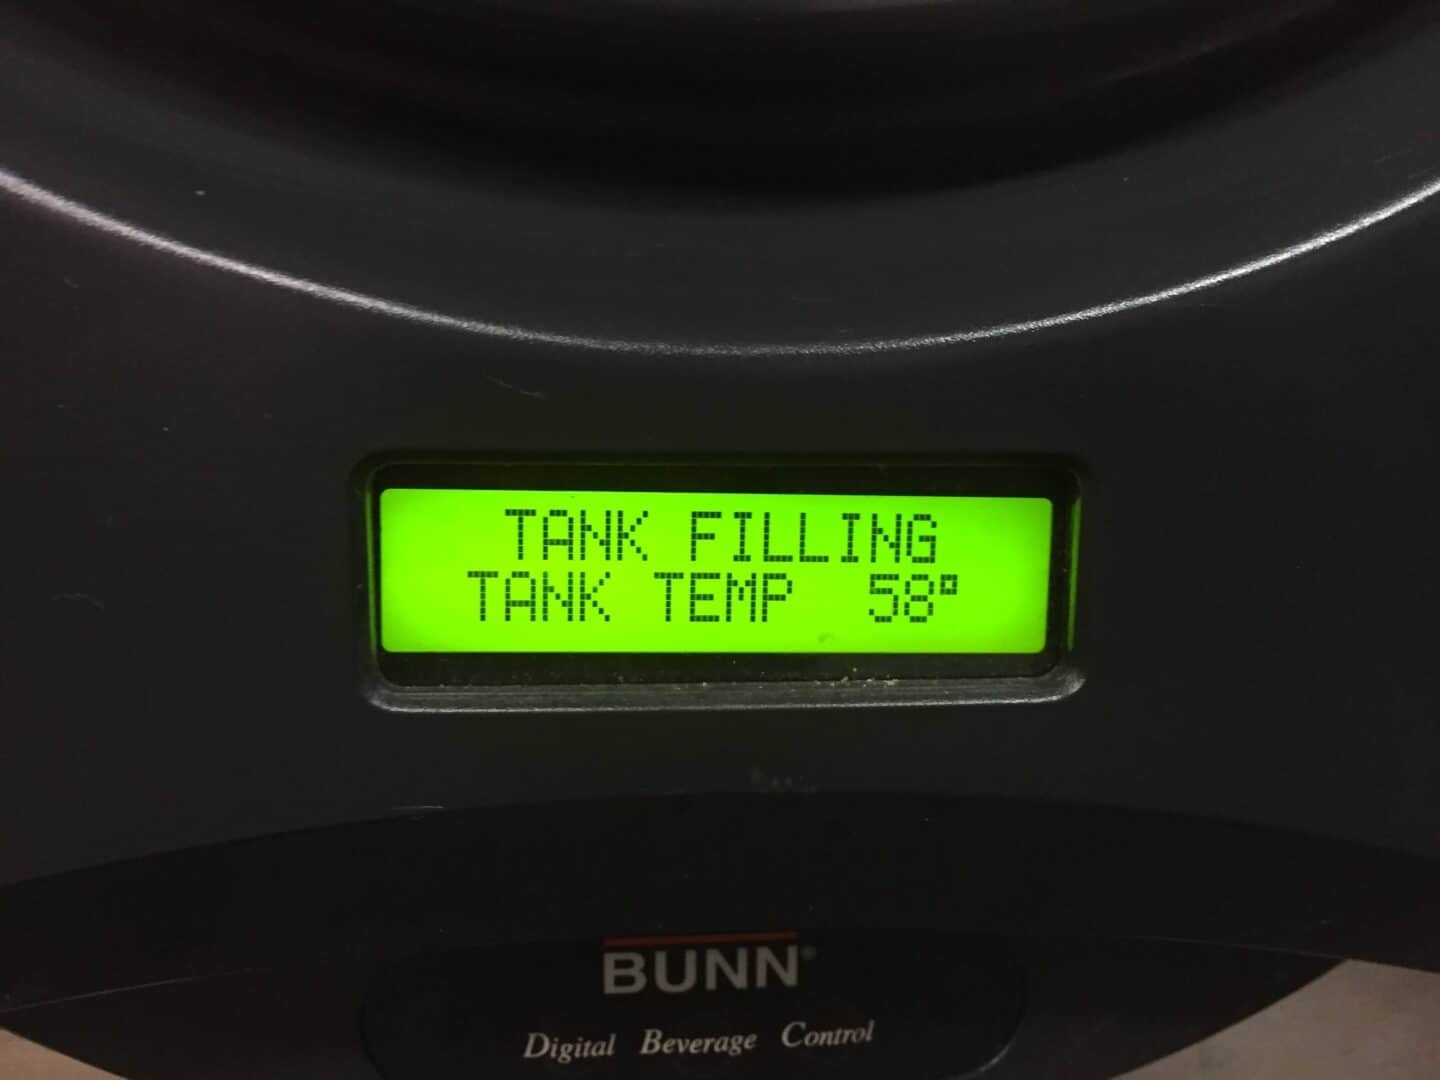 TANK FILLING
TANK TEMP 58°
BUNN®
Digital Beverage Control